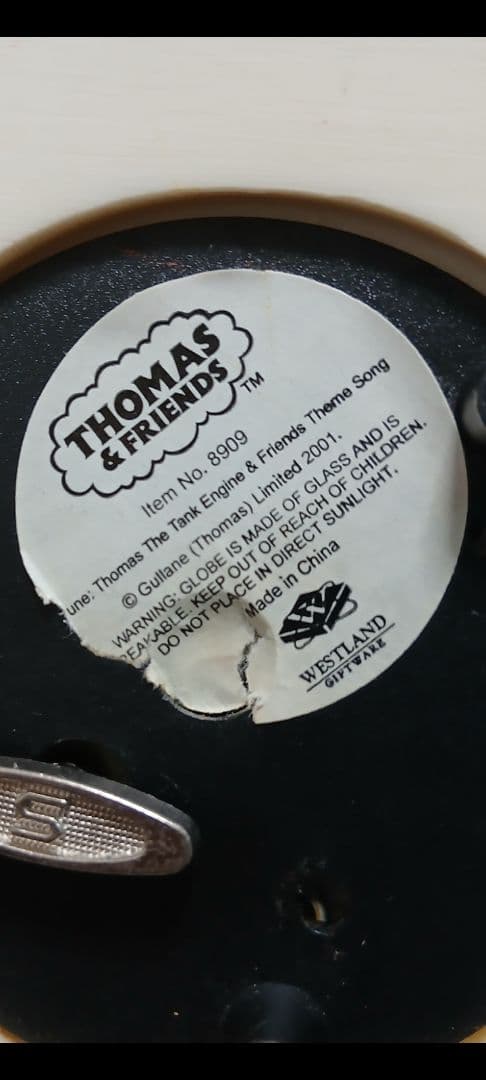 THOMAS
& FRIENDS™
Item No. 8909
une: Thomas The Tank Engine & Friends Theme Song
© Gullane (Thomas) Limited 2001.
WARNING: GLOBE IS MADE OF GLASS AND IS
REAKABLE. KEEP OUT OF REACH OF CHILDREN.
DO NOT PLACE IN DIRECT SUNLIGHT.
Made in China
WESTLAND
GIFTWARE
S